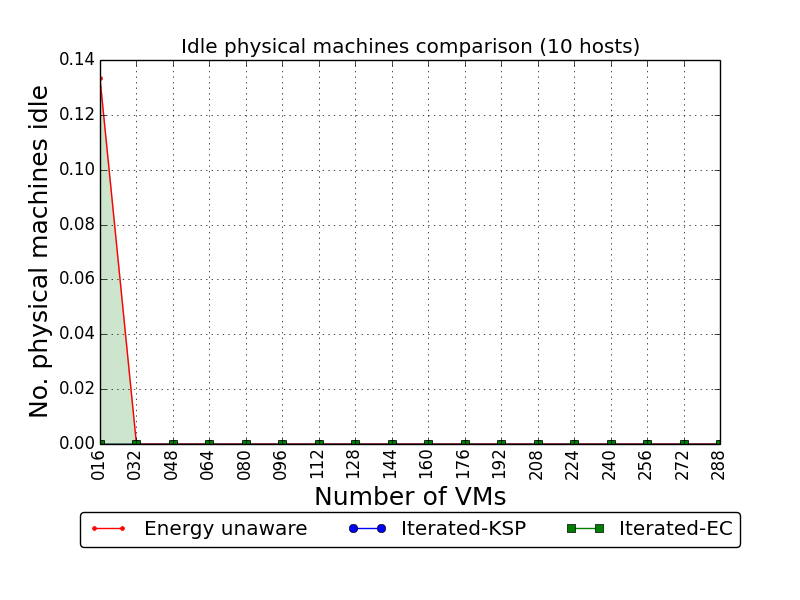 Idle physical machines comparison (10 hosts)
No. physical machines idle
0.14
0.12
0.10
0.08
0.06
0.04
0.02
0.00
016 032 048 064 080 096 112 128 144 160 176 192 208 224 240 256 272 288
Number of VMs
Energy unaware Iterated-KSP Iterated-EC